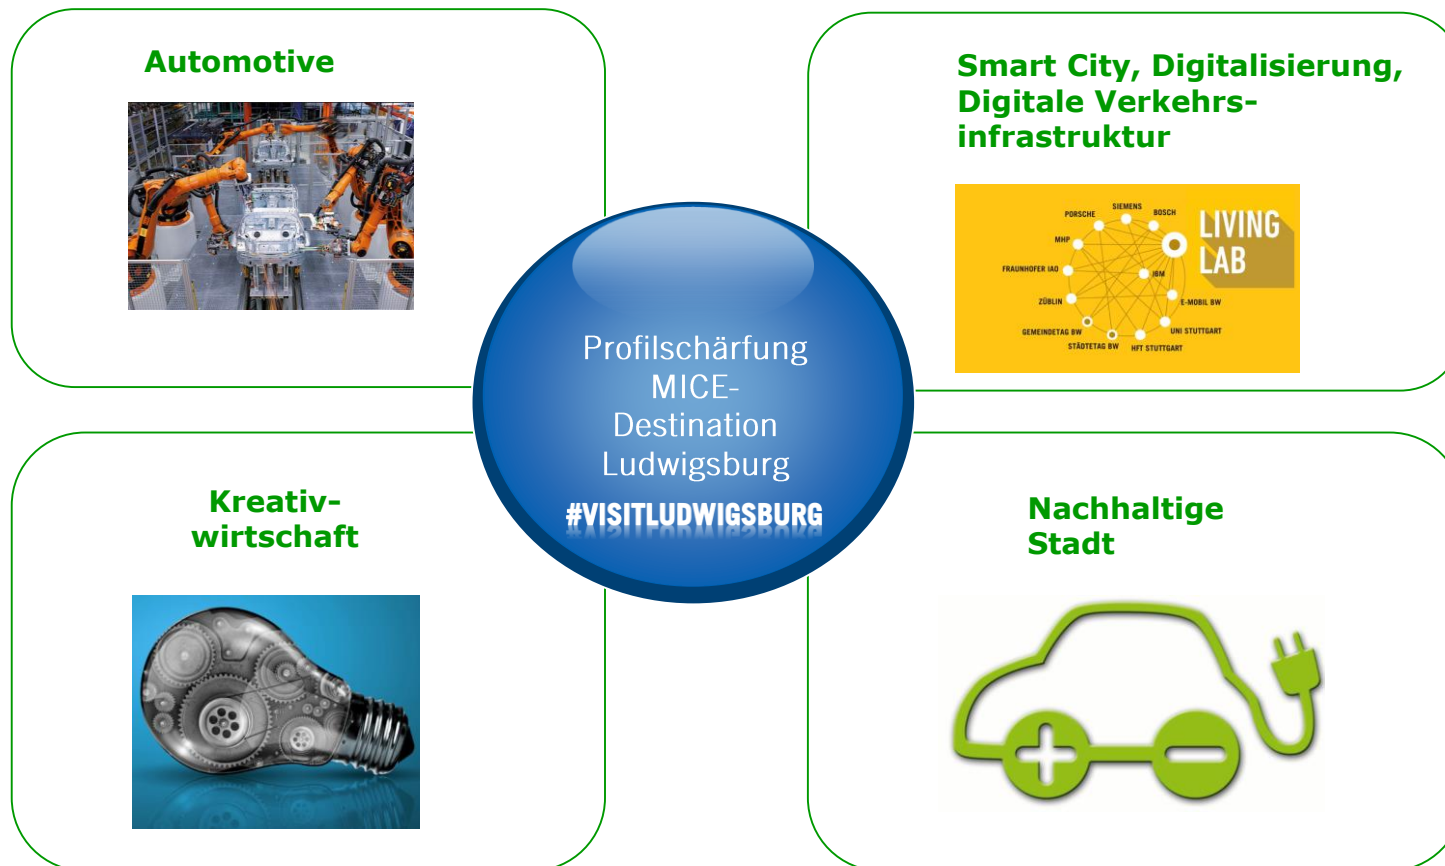 Automotive
Smart City, Digitalisierung,
Digitale Verkehrs-
infrastruktur
SIEMENS
PORSCHE
BOSCH
MHP
FRAUNHOFER IAO
IBM
ZÜBLIN
E-MOBIL BW
GEMEINDETAG BW
UNI STUTTGART
STÄDTETAG BW
HFT STUTTGART
LIVING
LAB
Profilschärfung
MICE-
Destination
Ludwigsburg
#VISITLUDWIGSBURG
Kreativ-
wirtschaft
Nachhaltige
Stadt